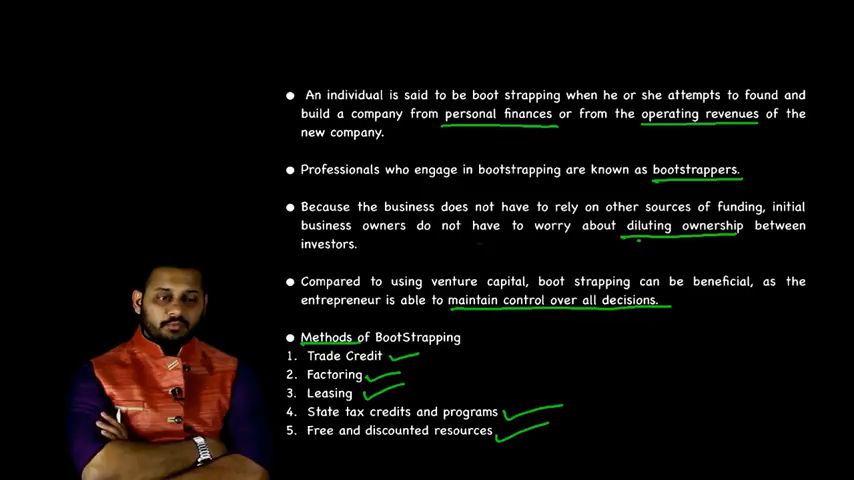 ● An individual is said to be boot strapping when he or she attempts to found and
build a company from personal finances or from the operating revenues of the
new company.
● Professionals who engage in bootstrapping are known as bootstrappers.
● Because the business does not have to rely on other sources of funding, initial
business owners do not have to worry about diluting ownership between
investors.
● Compared to using venture capital, boot strapping can be beneficial, as the
entrepreneur is able to maintain control over all decisions.
● Methods of BootStrapping
1. Trade Credit
2. Factoring
3. Leasing
4. State tax credits and programs
5. Free and discounted resources